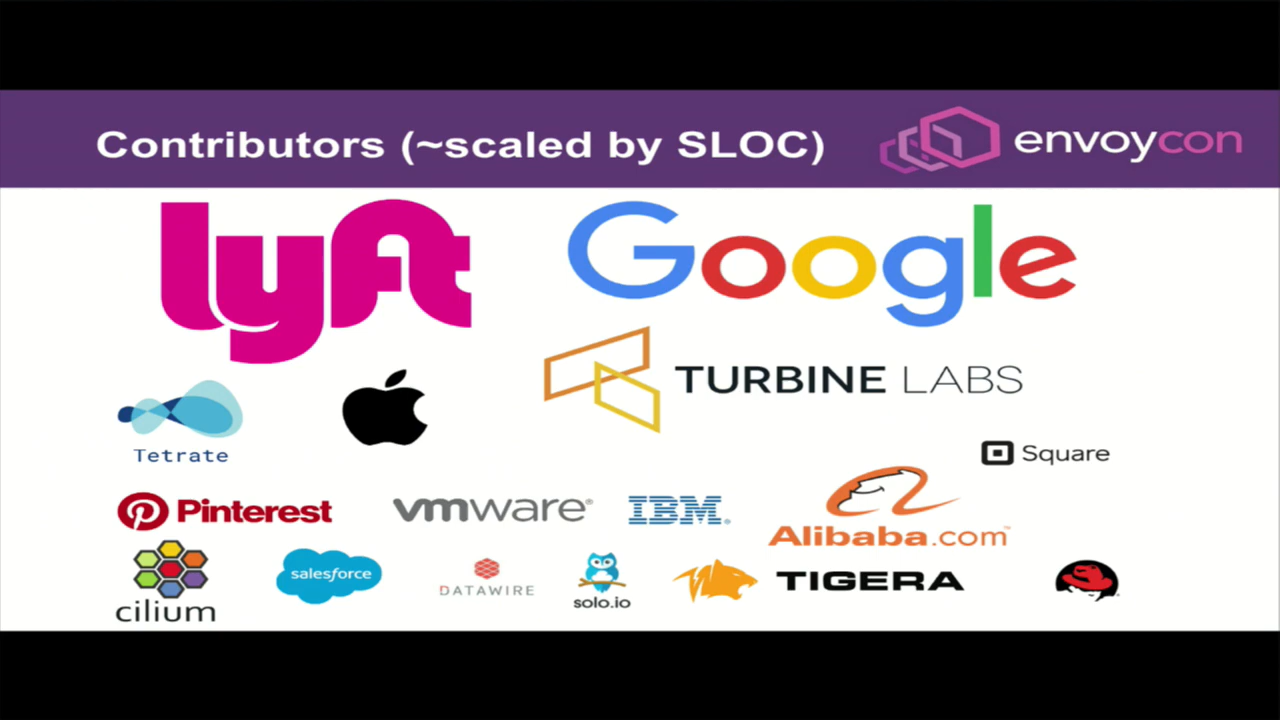 Contributors (~scaled by SLOC)
envoycon
lyft
Google
TURBINE LABS
Tetrate
Square
Pinterest
vmware®
IBM®
Alibaba.com™
cilium
salesforce
DATAWIRE
solo.io
TIGERA